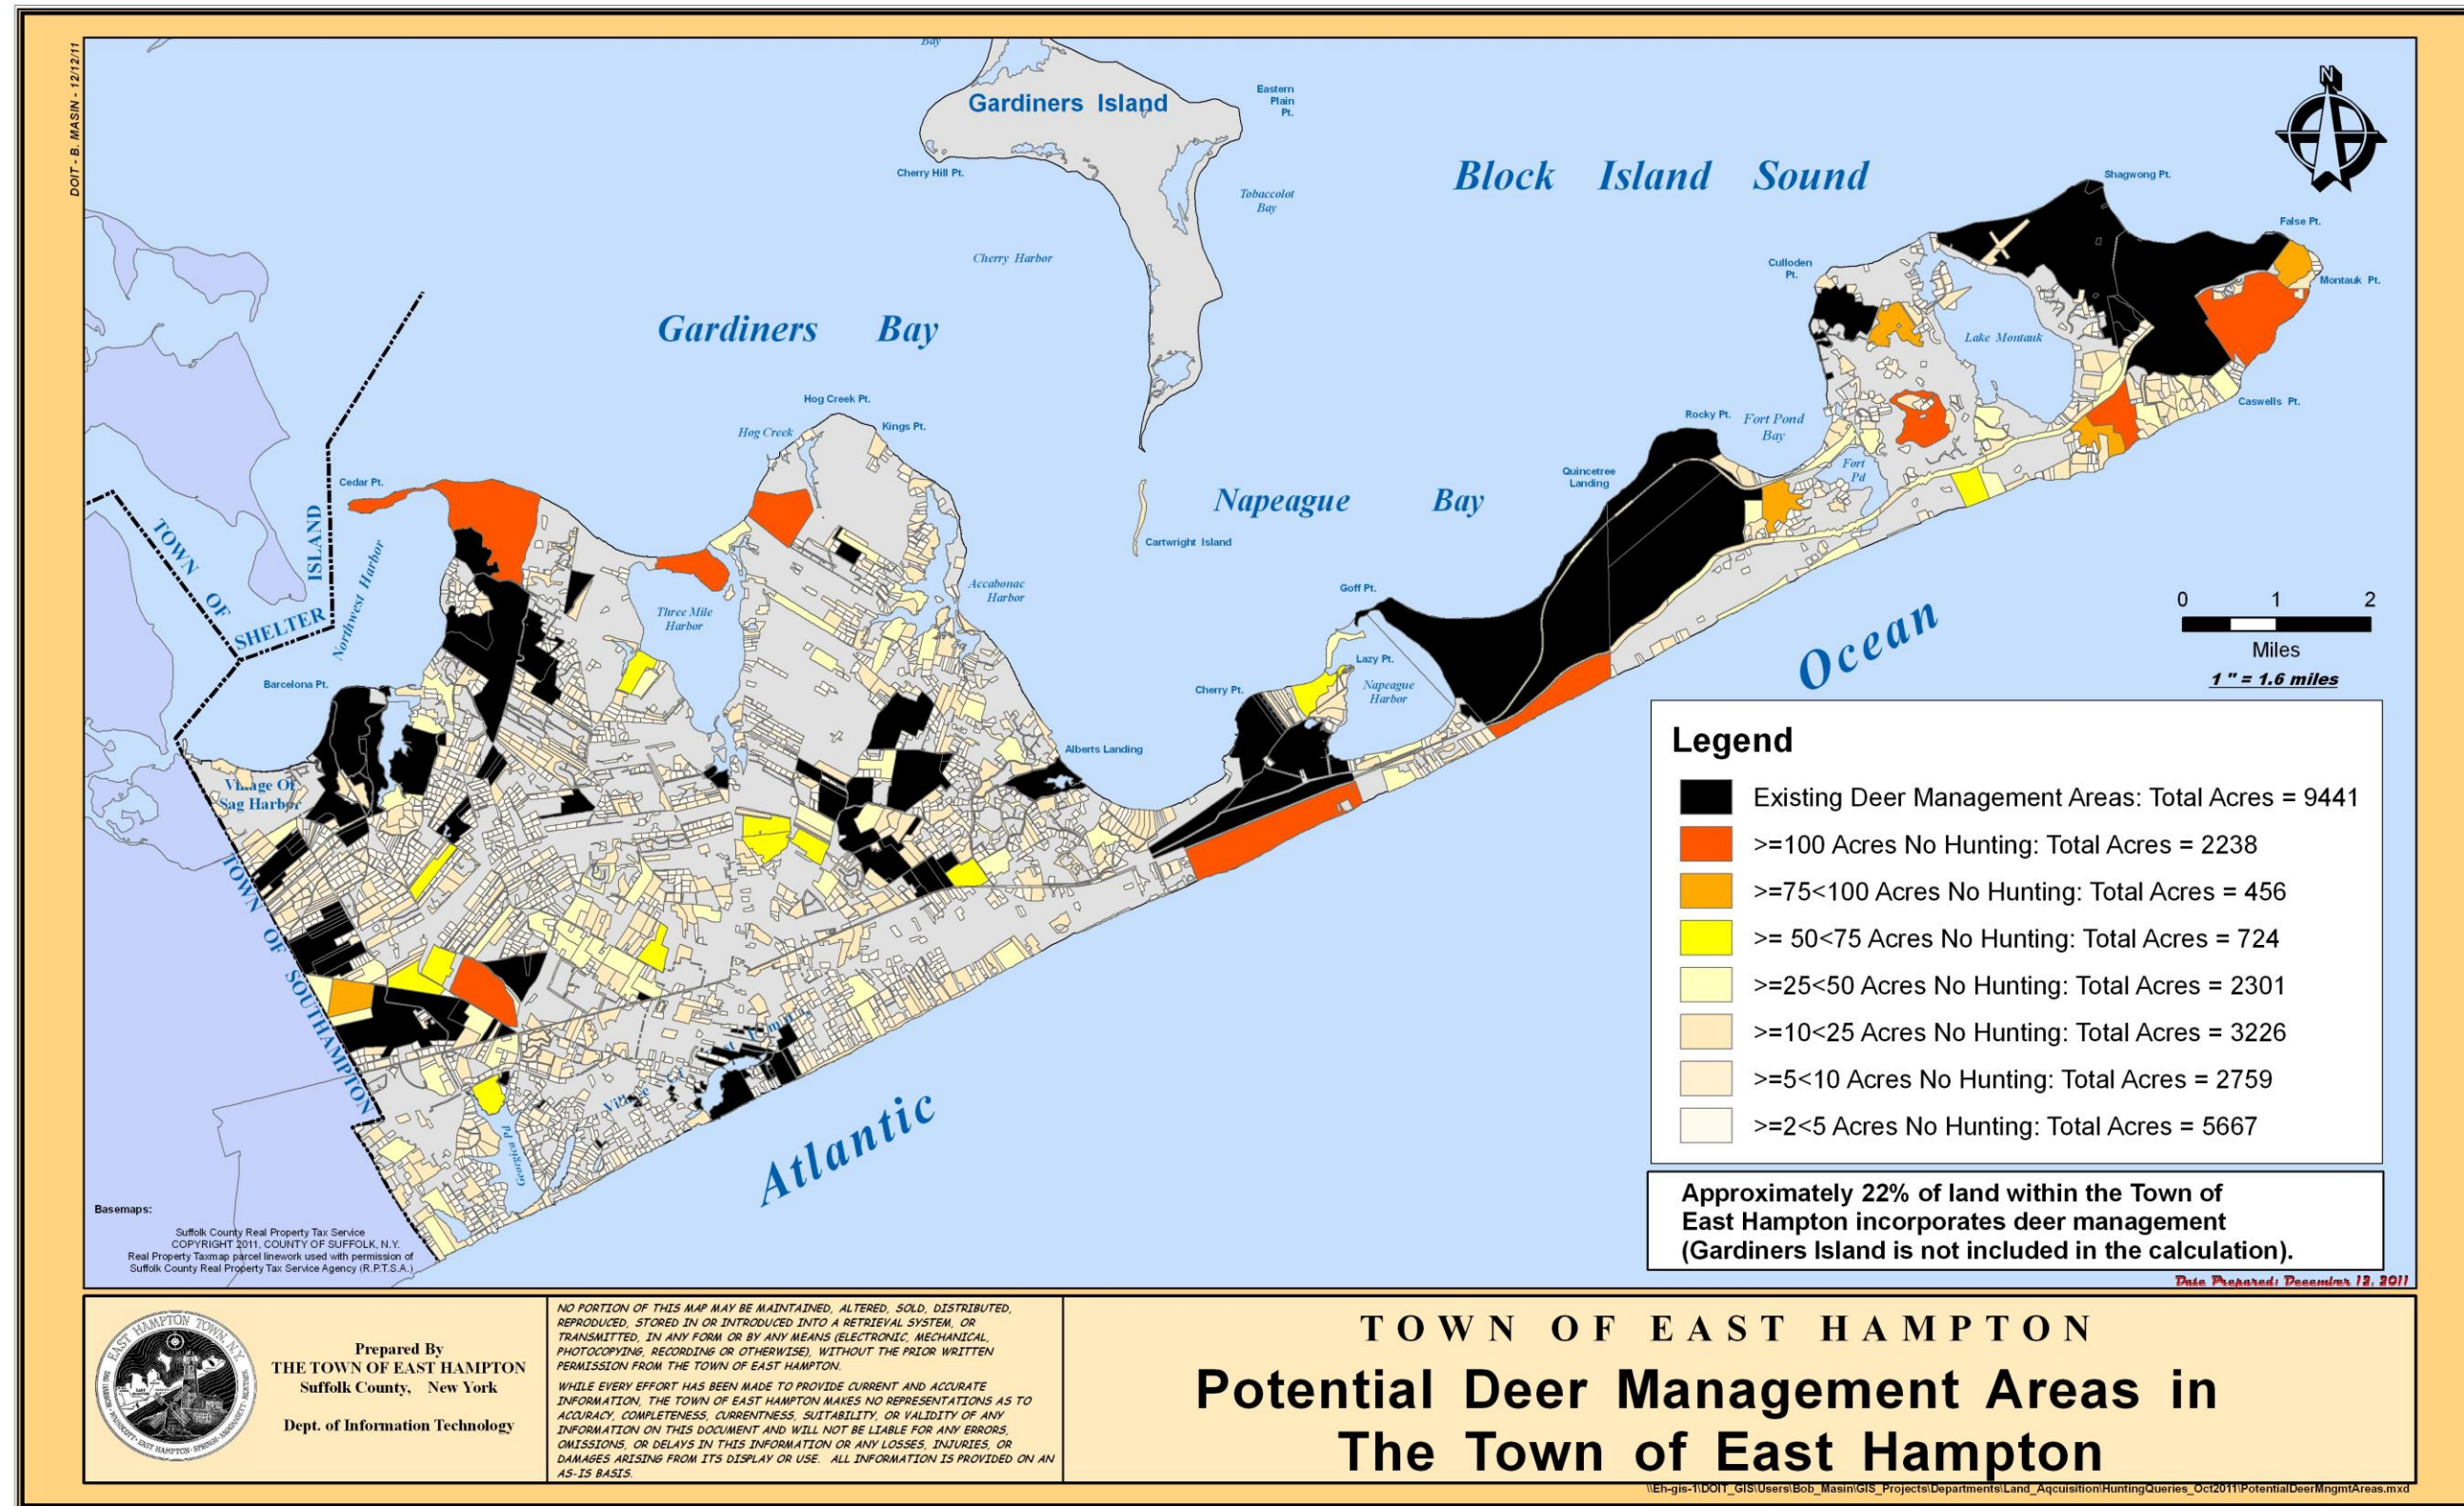 DOIT - B. MASIN - 12/12/11
Bay
Gardiners Island
Eastern
Plain
Pt.
Cherry Hill Pt.
Tobaccolot
Bay
Cherry Harbor
Block Island Sound
N
Shagwong Pt.
False Pt.
Montauk Pt.
Culloden
Pt.
Lake Montauk
Caswells Pt.
Gardiners Bay
Hog Creek Pt.
Hog Creek
Kings Pt.
Rocky Pt.
Fort Pond
Bay
Fort
Pd
Quincetree
Landing
Napeague Bay
Cartwright Island
Cedar Pt.
TOWN OF SHELTER ISLAND
Northwest Harbor
Three Mile
Harbor
Accabonac
Harbor
Goff Pt.
Lazy Pt.
Cherry Pt.
Napeague
Harbor
Barcelona Pt.
Alberts Landing
Village Of
Sag Harbor
TOWN OF SOUTHAMPTON
Georgica Pd
Atlantic Ocean
0 1 2
Miles
1 " = 1.6 miles
Legend
Existing Deer Management Areas: Total Acres = 9441
>=100 Acres No Hunting: Total Acres = 2238
>=75<100 Acres No Hunting: Total Acres = 456
>= 50<75 Acres No Hunting: Total Acres = 724
>=25<50 Acres No Hunting: Total Acres = 2301
>=10<25 Acres No Hunting: Total Acres = 3226
>=5<10 Acres No Hunting: Total Acres = 2759
>=2<5 Acres No Hunting: Total Acres = 5667
Approximately 22% of land within the Town of
East Hampton incorporates deer management
(Gardiners Island is not included in the calculation).
Date Prepared: December 12, 2011
Basemaps:
Suffolk County Real Property Tax Service
COPYRIGHT 2011, COUNTY OF SUFFOLK, N.Y.
Real Property Taxmap parcel linework used with permission of
Suffolk County Real Property Tax Service Agency (R.P.T.S.A.)
EAST HAMPTON TOWN, N.Y.
Prepared By
THE TOWN OF EAST HAMPTON
Suffolk County, New York
Dept. of Information Technology
NO PORTION OF THIS MAP MAY BE MAINTAINED, ALTERED, SOLD, DISTRIBUTED,
REPRODUCED, STORED IN OR INTRODUCED INTO A RETRIEVAL SYSTEM, OR
TRANSMITTED, IN ANY FORM OR BY ANY MEANS (ELECTRONIC, MECHANICAL,
PHOTOCOPYING, RECORDING OR OTHERWISE), WITHOUT THE PRIOR WRITTEN
PERMISSION FROM THE TOWN OF EAST HAMPTON.
WHILE EVERY EFFORT HAS BEEN MADE TO PROVIDE CURRENT AND ACCURATE
INFORMATION, THE TOWN OF EAST HAMPTON MAKES NO REPRESENTATIONS AS TO
ACCURACY, COMPLETENESS, CURRENTNESS, SUITABILITY, OR VALIDITY OF ANY
INFORMATION ON THIS DOCUMENT AND WILL NOT BE LIABLE FOR ANY ERRORS,
OMISSIONS, OR DELAYS IN THIS INFORMATION OR ANY LOSSES, INJURIES, OR
DAMAGES ARISING FROM ITS DISPLAY OR USE. ALL INFORMATION IS PROVIDED ON AN
AS-IS BASIS.
TOWN OF EAST HAMPTON
Potential Deer Management Areas in
The Town of East Hampton
\\Eh-gis-1\DOIT_GIS\Users\Bob_Masin\GIS_Projects\Departments\Land_Aqcuisition\HuntingQueries_Oct2011\PotentialDeerMngmtAreas.mxd